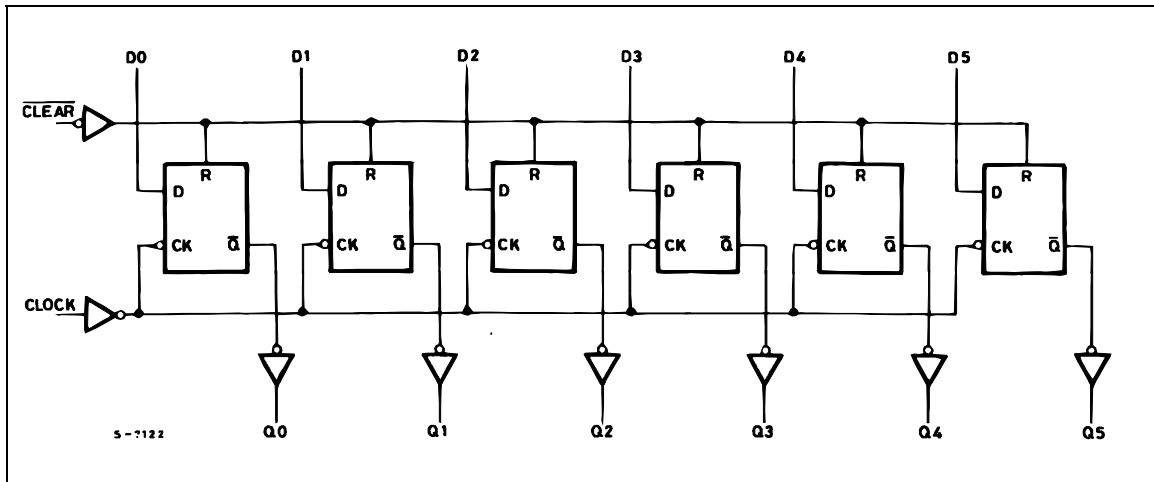 D0 D1 D2 D3 D4 D5
CLEAR
R R R R R R
D D D D D D
CK Q̅ CK Q̅ CK Q̅ CK Q̅ CK Q̅ CK Q̅
CLOCK
Q0 Q1 Q2 Q3 Q4 Q5